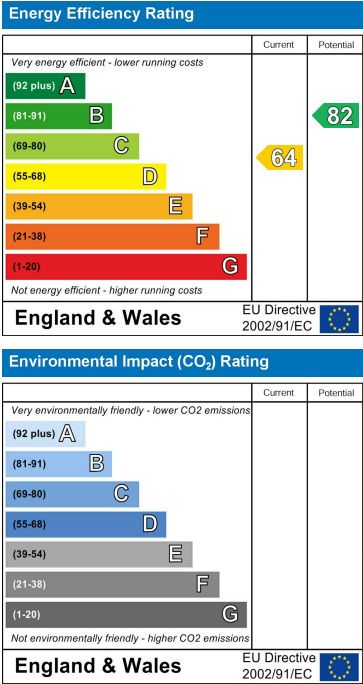 Energy Efficiency Rating
Current
Potential
Very energy efficient - lower running costs
(92 plus) A
(81-91) B
(69-80) C
(55-68) D
(39-54) E
(21-38) F
(1-20) G
64
82
Not energy efficient - higher running costs
England & Wales
EU Directive
2002/91/EC
Environmental Impact (CO₂) Rating
Current
Potential
Very environmentally friendly - lower CO2 emissions
(92 plus) A
(81-91) B
(69-80) C
(55-68) D
(39-54) E
(21-38) F
(1-20) G
Not environmentally friendly - higher CO2 emissions
England & Wales
EU Directive
2002/91/EC